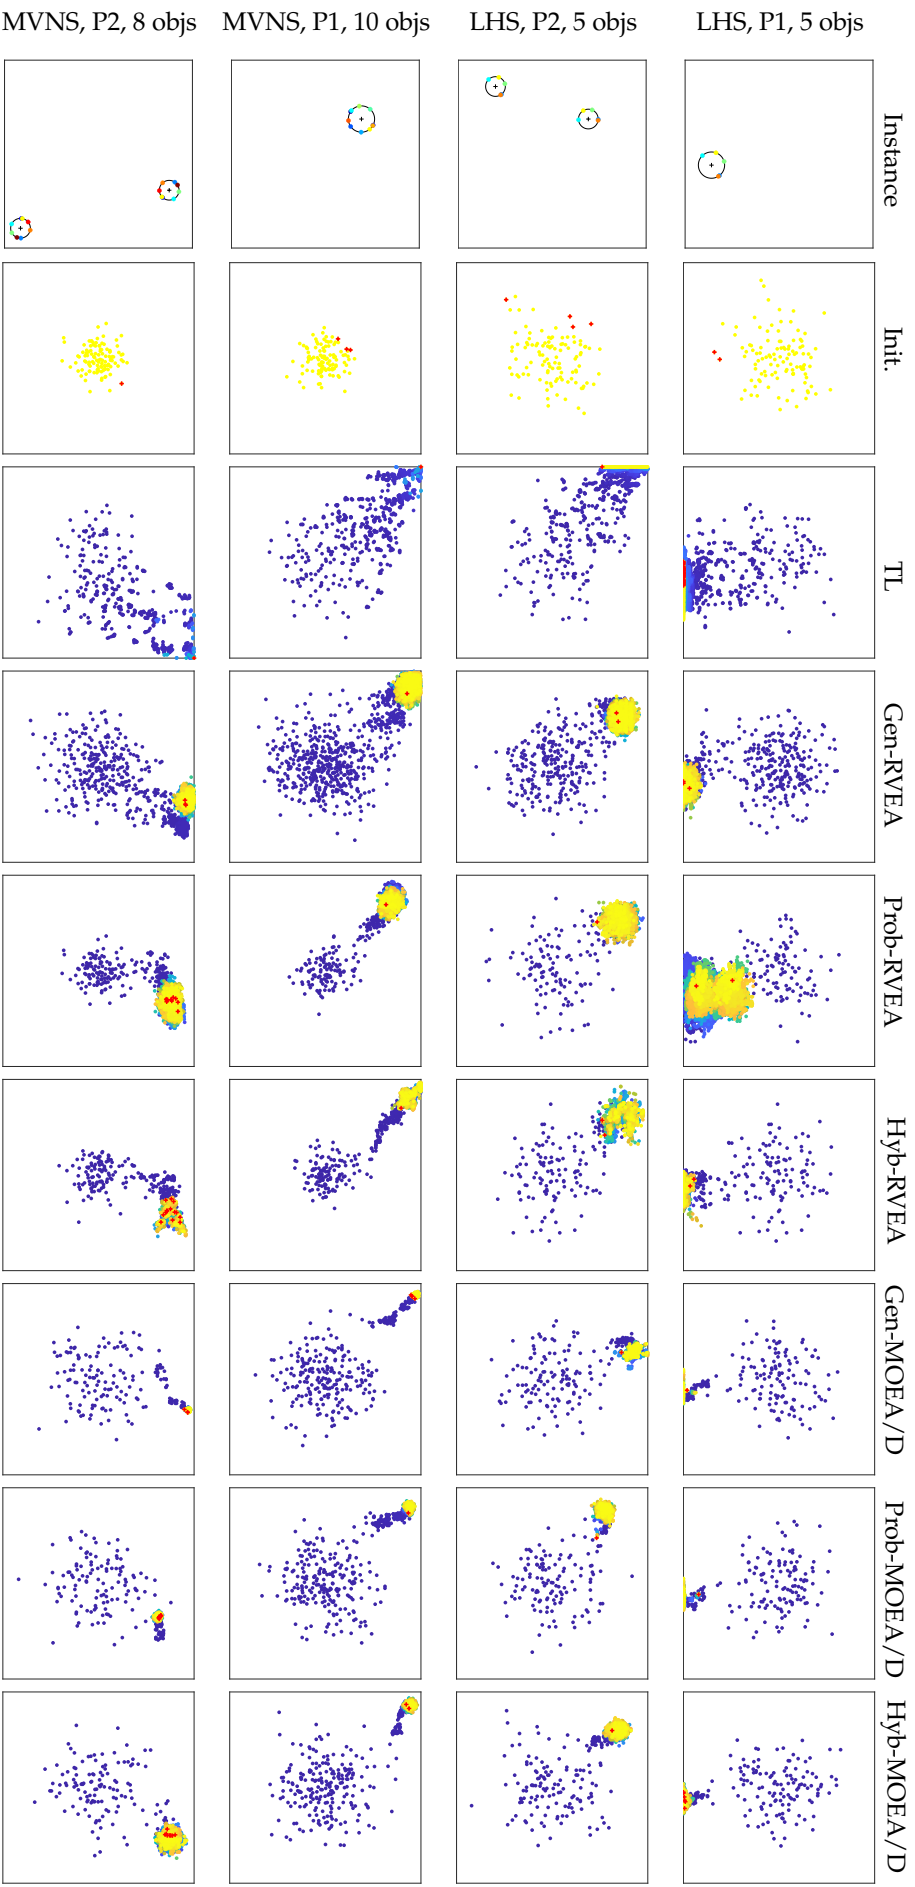 MVNS, P2, 8 objs
MVNS, P1, 10 objs
LHS, P2, 5 objs
LHS, P1, 5 objs
Instance
Init.
TL
Gen-RVEA
Prob-RVEA
Hyb-RVEA
Gen-MOEA/D
Prob-MOEA/D
Hyb-MOEA/D